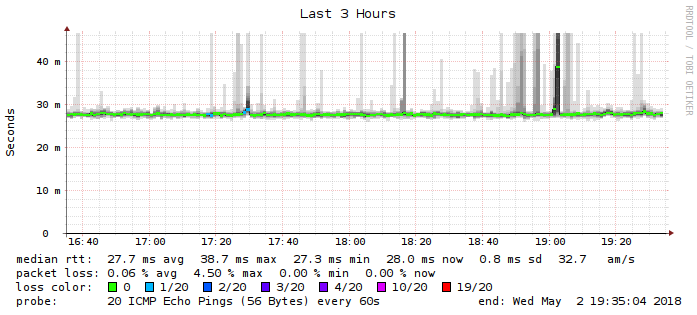 Last 3 Hours
RRDTOOL / TOBI OETIKER
Seconds
40 m
30 m
20 m
10 m
0
16:40 17:00 17:20 17:40 18:00 18:20 18:40 19:00 19:20
median rtt: 27.7 ms avg 38.7 ms max 27.3 ms min 28.0 ms now 0.8 ms sd 32.7 am/s
packet loss: 0.06 % avg 4.50 % max 0.00 % min 0.00 % now
loss color: 0 1/20 2/20 3/20 4/20 10/20 19/20
probe: 20 ICMP Echo Pings (56 Bytes) every 60s end: Wed May 2 19:35:04 2018